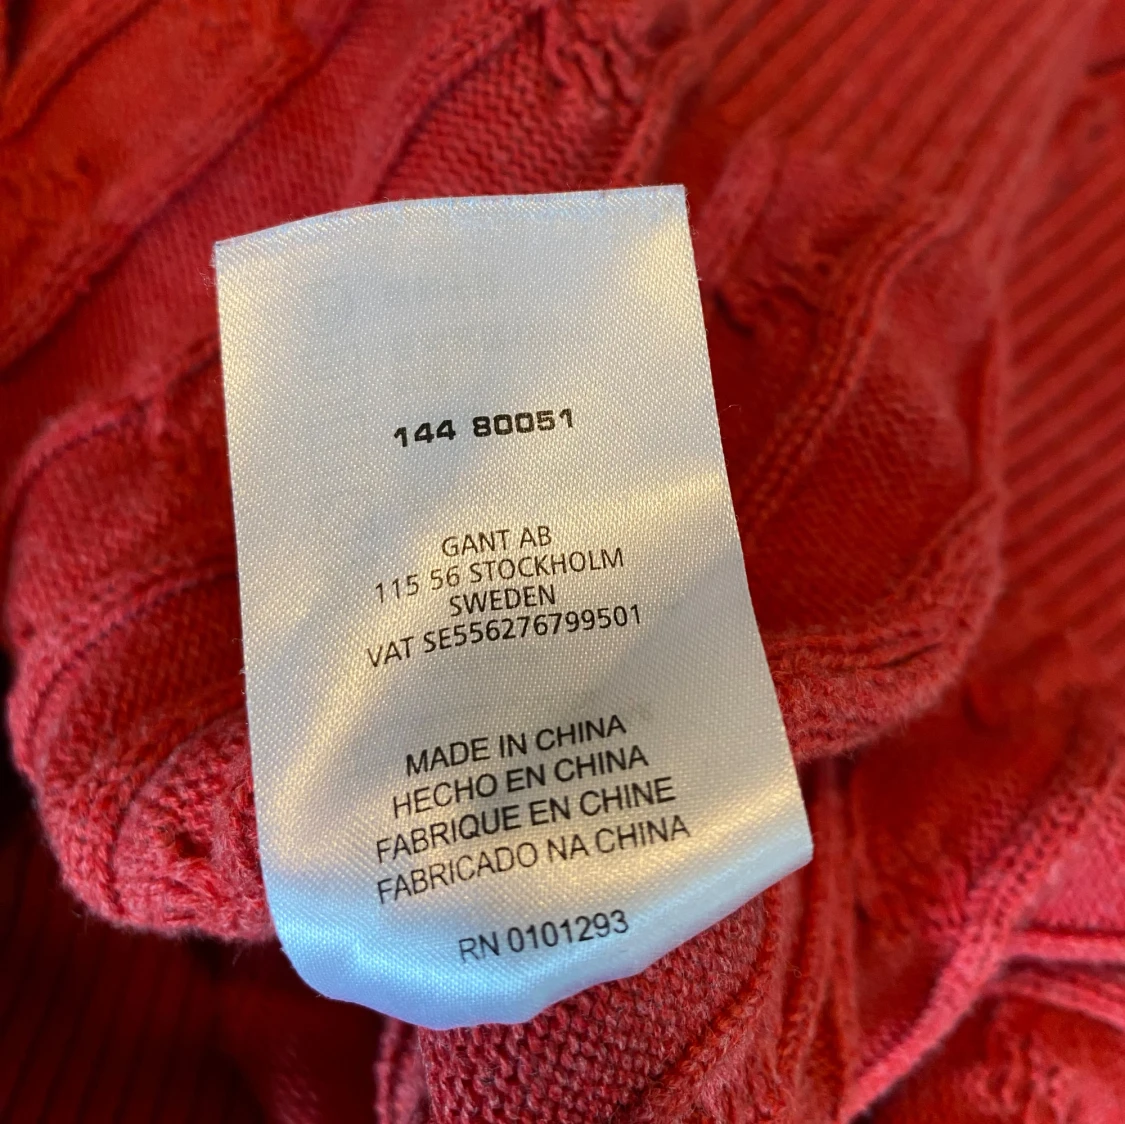 144 80051
GANT AB
115 56 STOCKHOLM
SWEDEN
VAT SE556276799501
MADE IN CHINA
HECHO EN CHINA
FABRIQUE EN CHINE
FABRICADO NA CHINA
RN 0101293